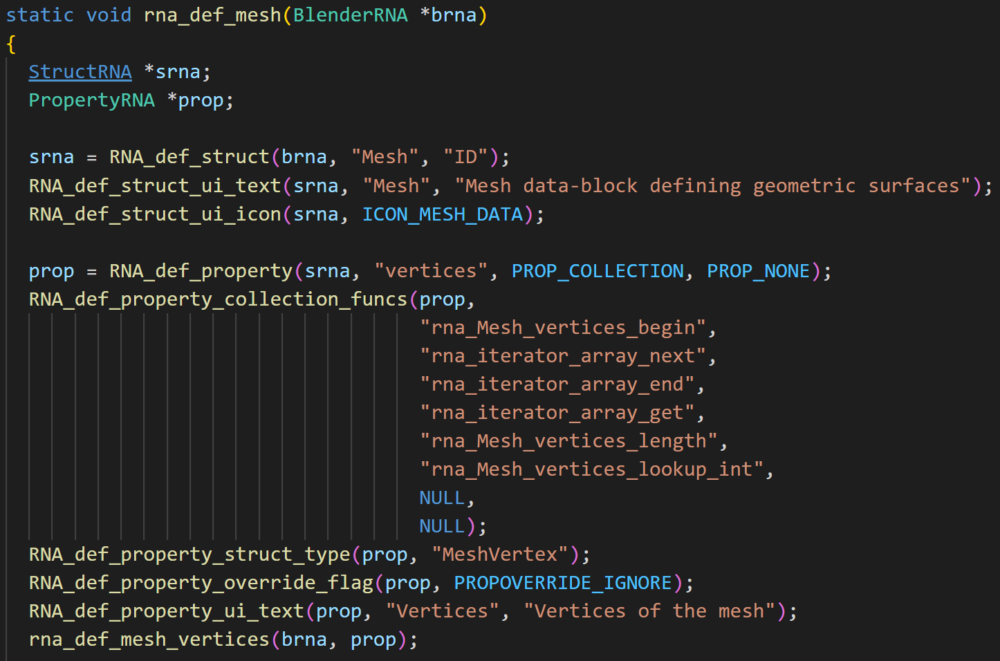 static void rna_def_mesh(BlenderRNA *brna)
{
StructRNA *srna;
PropertyRNA *prop;
srna = RNA_def_struct(brna, "Mesh", "ID");
RNA_def_struct_ui_text(srna, "Mesh", "Mesh data-block defining geometric surfaces");
RNA_def_struct_ui_icon(srna, ICON_MESH_DATA);
prop = RNA_def_property(srna, "vertices", PROP_COLLECTION, PROP_NONE);
RNA_def_property_collection_funcs(prop,
"rna_Mesh_vertices_begin",
"rna_iterator_array_next",
"rna_iterator_array_end",
"rna_iterator_array_get",
"rna_Mesh_vertices_length",
"rna_Mesh_vertices_lookup_int",
NULL,
NULL);
RNA_def_property_struct_type(prop, "MeshVertex");
RNA_def_property_override_flag(prop, PROPOVERRIDE_IGNORE);
RNA_def_property_ui_text(prop, "Vertices", "Vertices of the mesh");
rna_def_mesh_vertices(brna, prop);